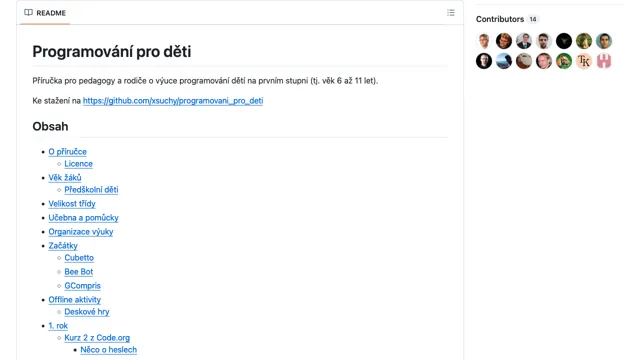 README
Programování pro děti
Příručka pro pedagogy a rodiče o výuce programování dětí na prvním stupni (tj. věk 6 až 11 let).
Ke stažení na https://github.com/xsuchy/programovani_pro_deti
Obsah
O příručce
Licence
Věk žáků
Předškolní děti
Velikost třídy
Učebna a pomůcky
Organizace výuky
Začátky
Cubetto
Bee Bot
GCompris
Offline aktivity
Deskové hry
1. rok
Kurz 2 z Code.org
Něco o heslech
Contributors 14
TK